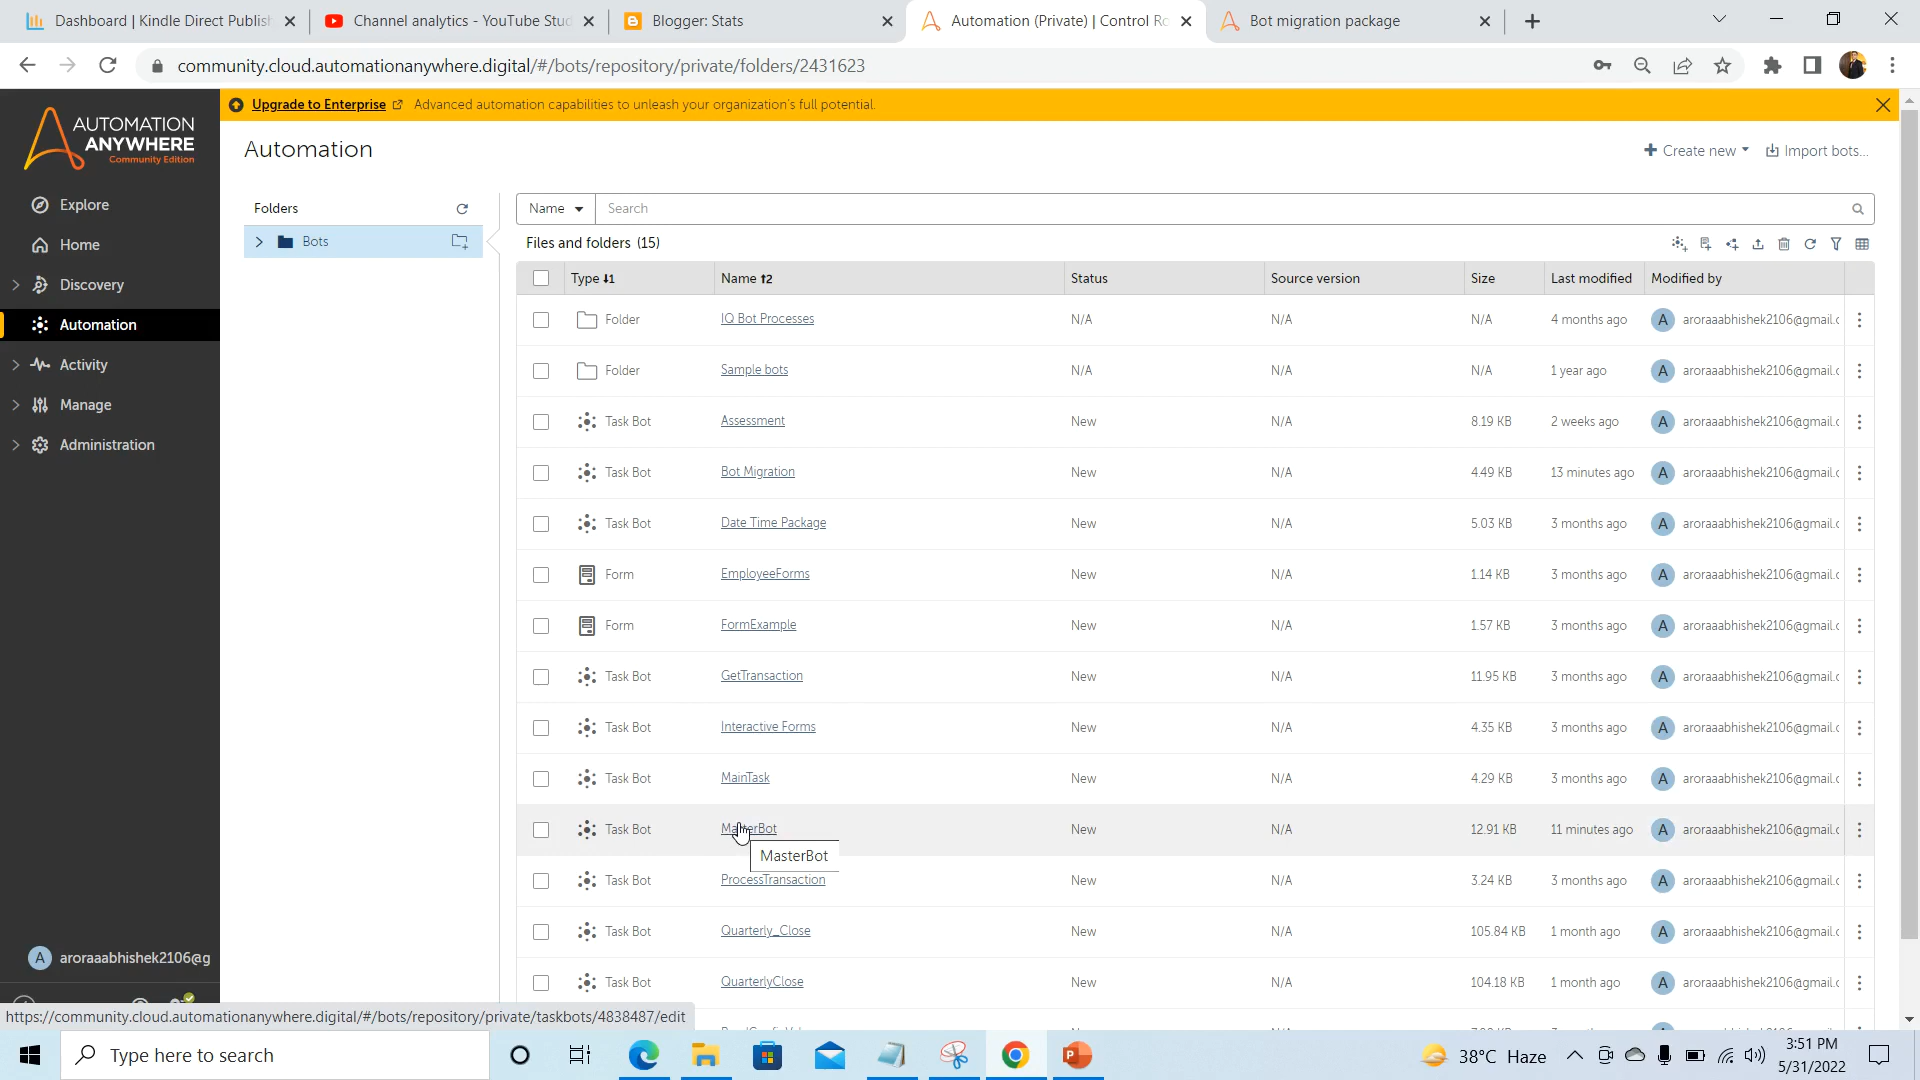 Dashboard | Kindle Direct Publish
Channel analytics - YouTube Stud
Blogger: Stats
Automation (Private) | Control Ro
Bot migration package
community.cloud.automationanywhere.digital/#/bots/repository/private/folders/2431623
Upgrade to Enterprise Advanced automation capabilities to unleash your organization's full potential.
AUTOMATION
ANYWHERE
Community Edition
Explore
Home
Discovery
Automation
Activity
Manage
Administration
aroraaabhishek2106@g
Automation
Create new
Import bots...
Folders
Bots
Name Search
Files and folders (15)
Type 1 Name 2 Status Source version Size Last modified Modified by
Folder IQ Bot Processes N/A N/A N/A 4 months ago A aroraaabhishek2106@gmail.c
Folder Sample bots N/A N/A N/A 1 year ago A aroraaabhishek2106@gmail.c
Task Bot Assessment New N/A 8.19 KB 2 weeks ago A aroraaabhishek2106@gmail.c
Task Bot Bot Migration New N/A 4.49 KB 13 minutes ago A aroraaabhishek2106@gmail.c
Task Bot Date Time Package New N/A 5.03 KB 3 months ago A aroraaabhishek2106@gmail.c
Form EmployeeForms New N/A 1.14 KB 3 months ago A aroraaabhishek2106@gmail.c
Form FormExample New N/A 1.57 KB 3 months ago A aroraaabhishek2106@gmail.c
Task Bot GetTransaction New N/A 11.95 KB 3 months ago A aroraaabhishek2106@gmail.c
Task Bot Interactive Forms New N/A 4.35 KB 3 months ago A aroraaabhishek2106@gmail.c
Task Bot MainTask New N/A 4.29 KB 3 months ago A aroraaabhishek2106@gmail.c
Task Bot MasterBot New N/A 12.91 KB 11 minutes ago A aroraaabhishek2106@gmail.c
MasterBot
Task Bot ProcessTransaction New N/A 3.24 KB 3 months ago A aroraaabhishek2106@gmail.c
Task Bot Quarterly_Close New N/A 105.84 KB 1 month ago A aroraaabhishek2106@gmail.c
Task Bot QuarterlyClose New N/A 104.18 KB 1 month ago A aroraaabhishek2106@gmail.c
https://community.cloud.automationanywhere.digital/#/bots/repository/private/taskbots/4838487/edit
Type here to search
38°C Haze
3:51 PM
5/31/2022